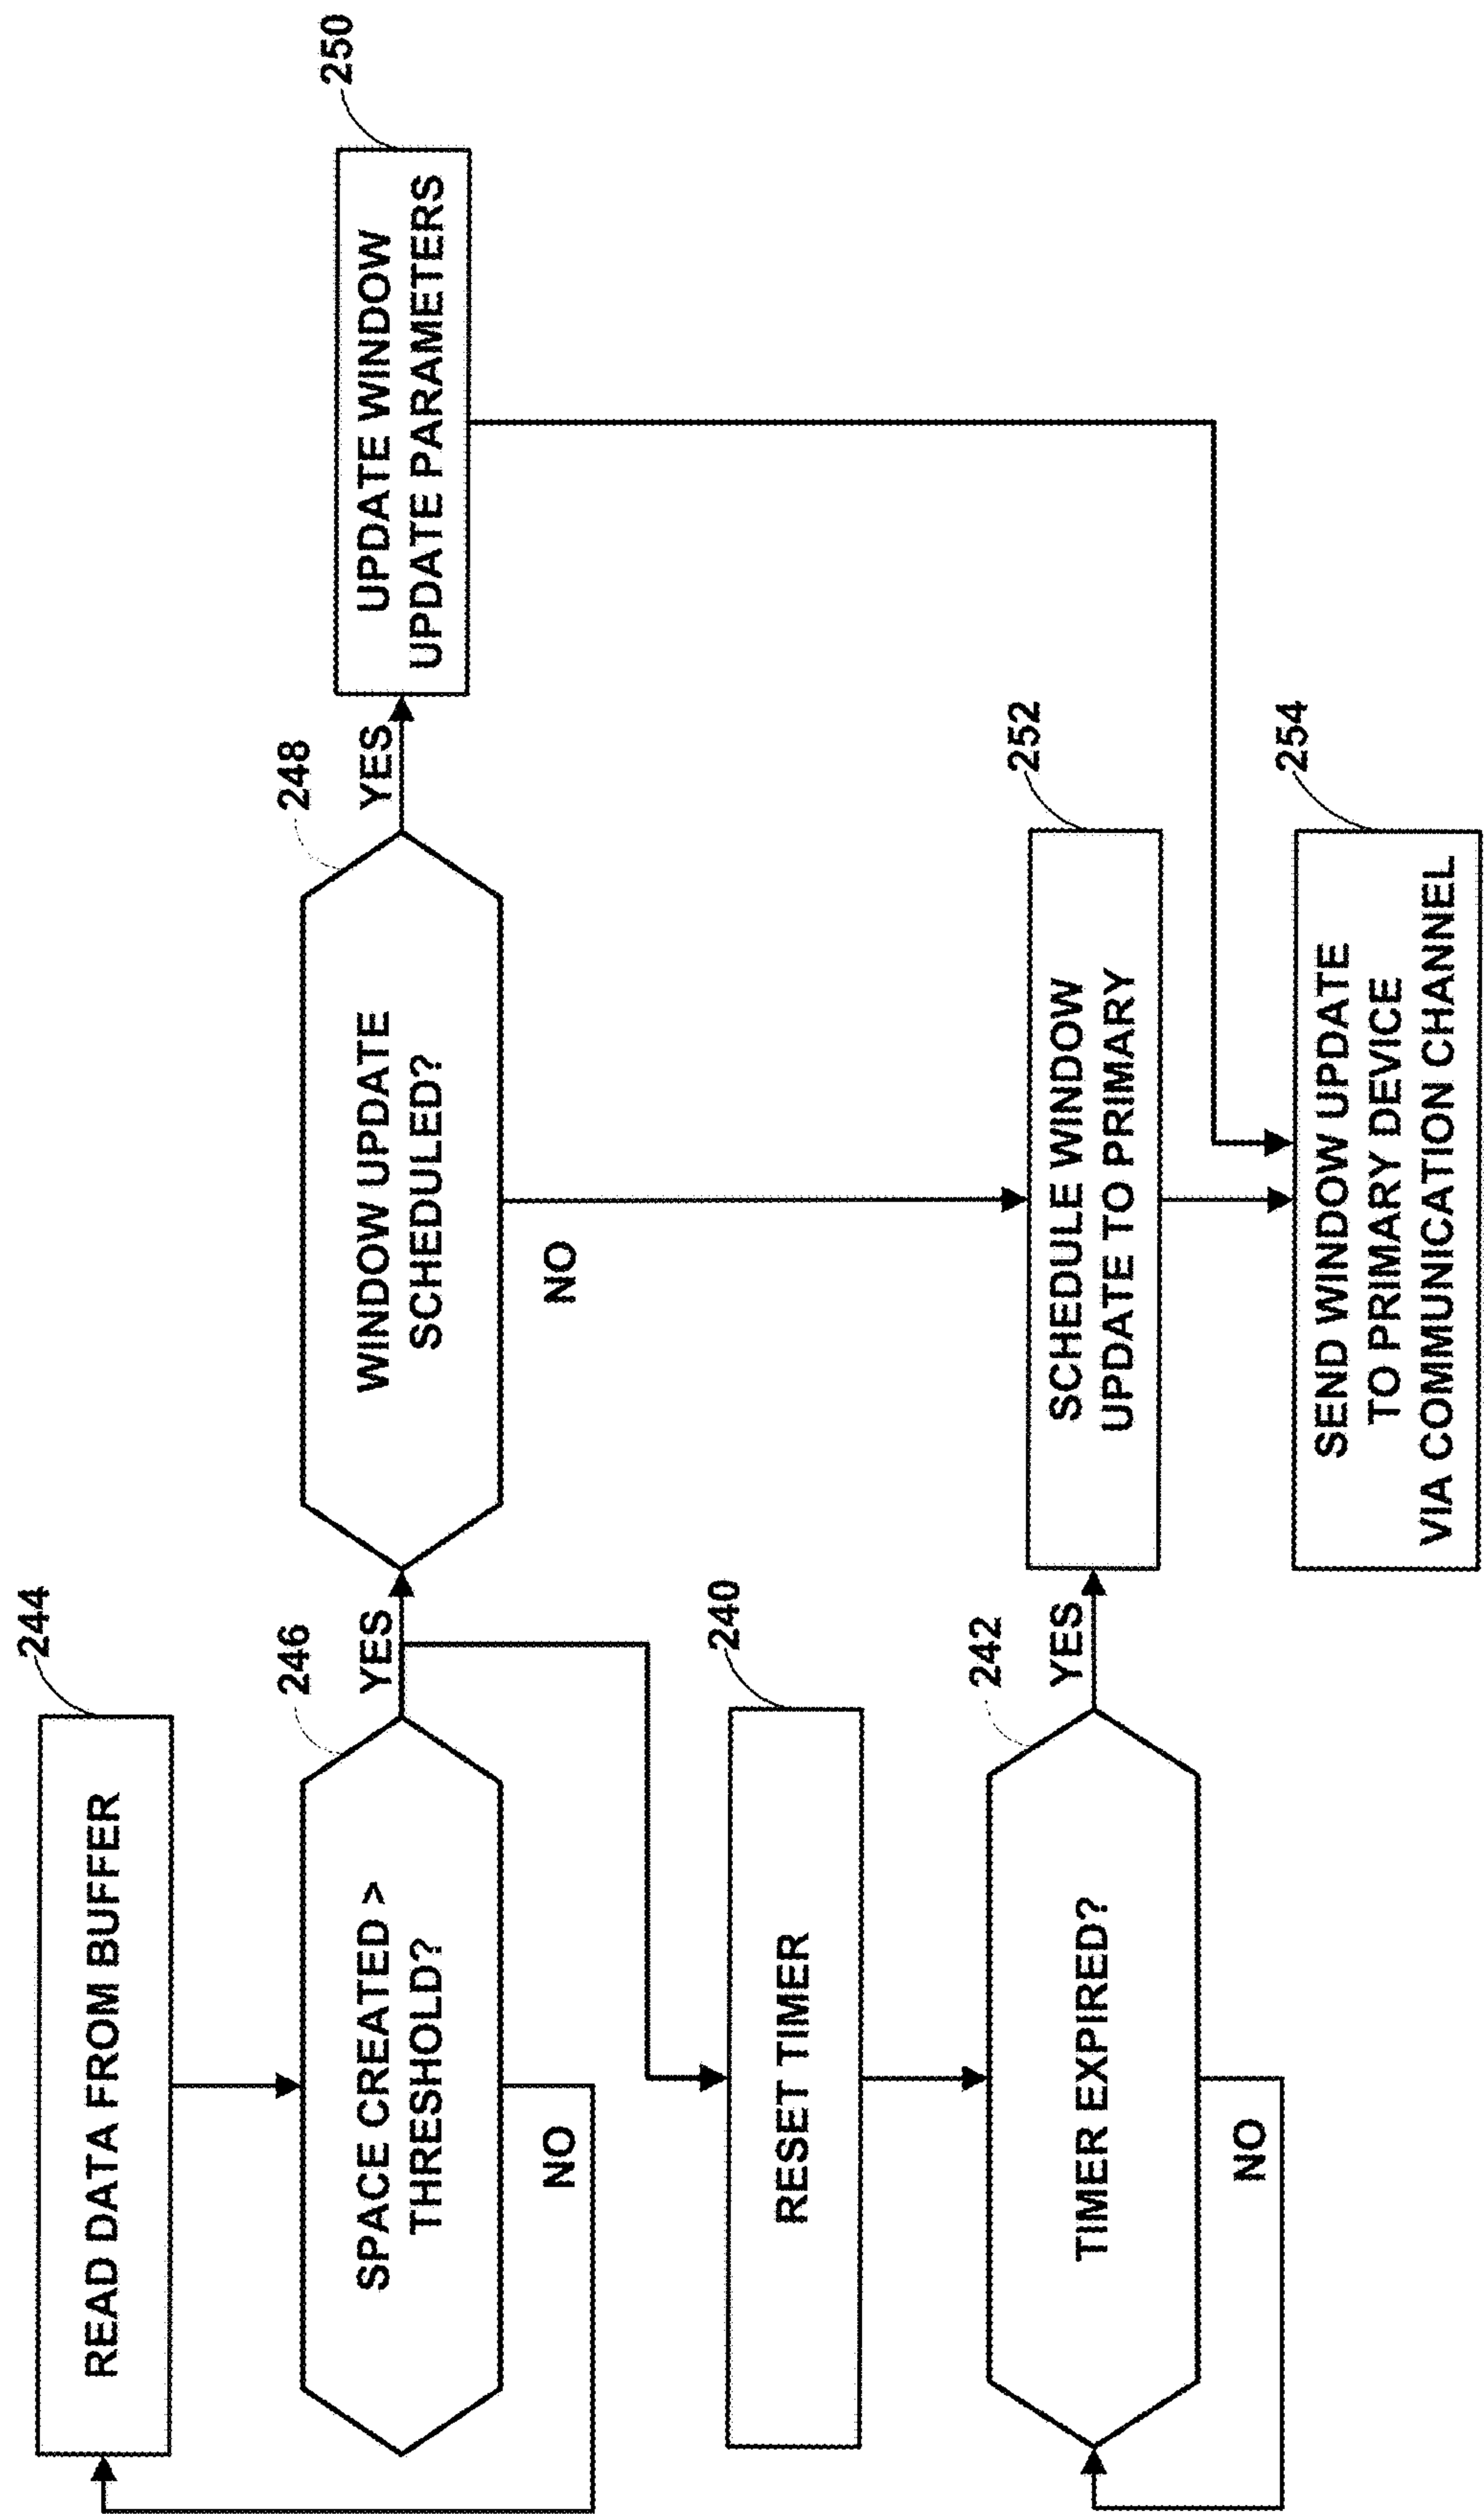 244
READ DATA FROM BUFFER
246
SPACE CREATED >
THRESHOLD?
YES
NO
248
WINDOW UPDATE
SCHEDULED?
YES
NO
250
UPDATE WINDOW
UPDATE PARAMETERS
240
RESET TIMER
242
TIMER EXPIRED?
YES
NO
252
SCHEDULE WINDOW
UPDATE TO PRIMARY
254
SEND WINDOW UPDATE
TO PRIMARY DEVICE
VIA COMMUNICATION CHANNEL